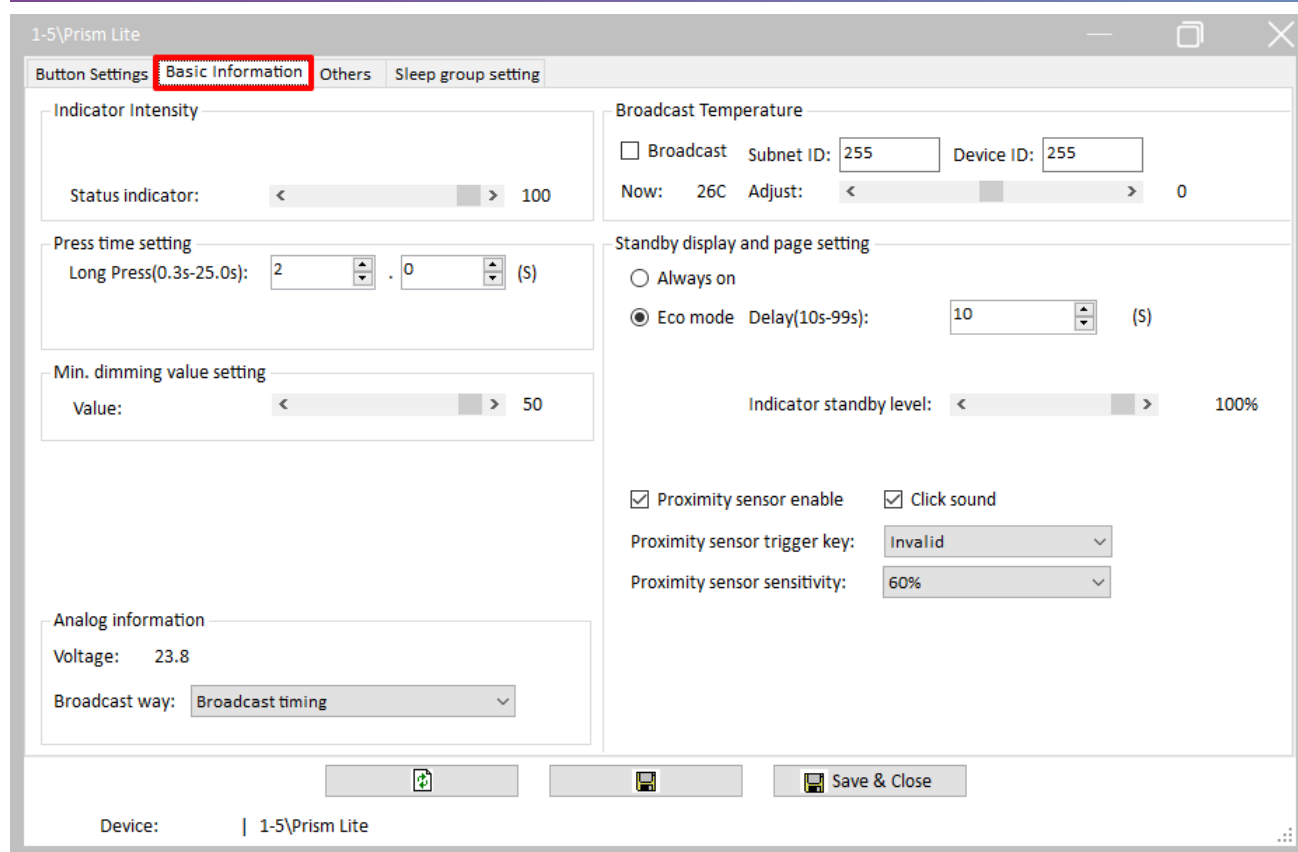 1-5\Prism Lite
Button Settings Basic Information Others Sleep group setting
Indicator Intensity
Status indicator: < > 100
Press time setting
Long Press(0.3s-25.0s): 2 . 0 (S)
Min. dimming value setting
Value: < > 50
Analog information
Voltage: 23.8
Broadcast way: Broadcast timing
Broadcast Temperature
Broadcast Subnet ID: 255 Device ID: 255
Now: 26C Adjust: < > 0
Standby display and page setting
Always on
Eco mode Delay(10s-99s): 10 (S)
Indicator standby level: < > 100%
Proximity sensor enable Click sound
Proximity sensor trigger key: Invalid
Proximity sensor sensitivity: 60%
Save & Close
Device: | 1-5\Prism Lite